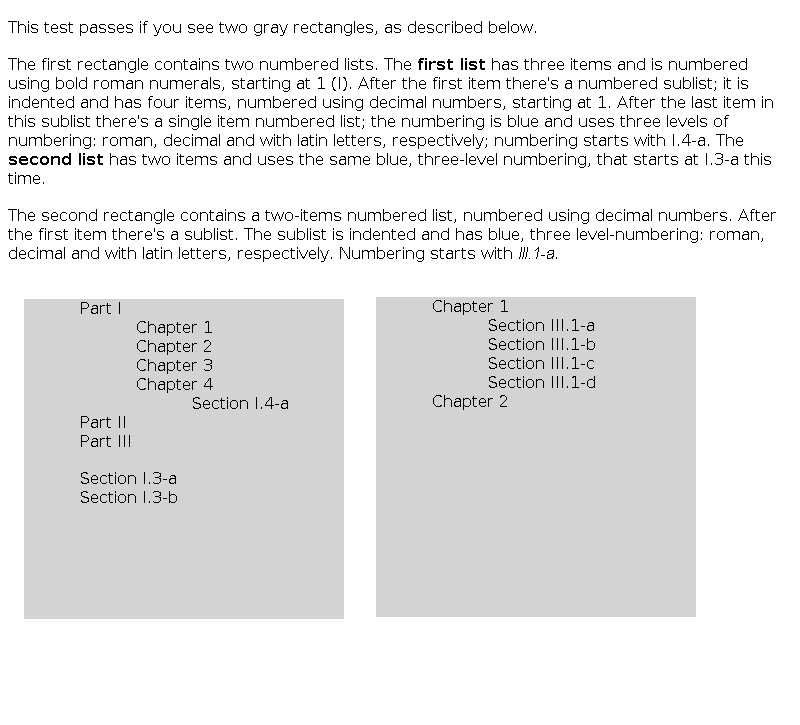 This test passes if you see two gray rectangles, as described below.
The first rectangle contains two numbered lists. The first list has three items and is numbered
using bold roman numerals, starting at 1 (I). After the first item there's a numbered sublist; it is
indented and has four items, numbered using decimal numbers, starting at 1. After the last item in
this sublist there's a single item numbered list; the numbering is blue and uses three levels of
numbering: roman, decimal and with latin letters, respectively; numbering starts with I.4-a. The
second list has two items and uses the same blue, three-level numbering, that starts at I.3-a this
time.
The second rectangle contains a two-items numbered list, numbered using decimal numbers. After
the first item there's a sublist. The sublist is indented and has blue, three level-numbering: roman,
decimal and with latin letters, respectively. Numbering starts with III.1-a.
Part I
Chapter 1
Chapter 2
Chapter 3
Chapter 4
Section I.4-a
Part II
Part III
Section I.3-a
Section I.3-b
Chapter 1
Section III.1-a
Section III.1-b
Section III.1-c
Section III.1-d
Chapter 2